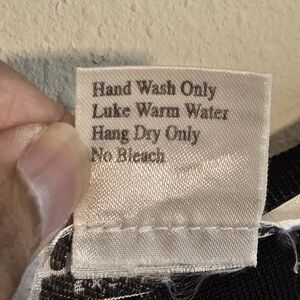 Hand Wash Only
Luke Warm Water
Hang Dry Only
No Bleach